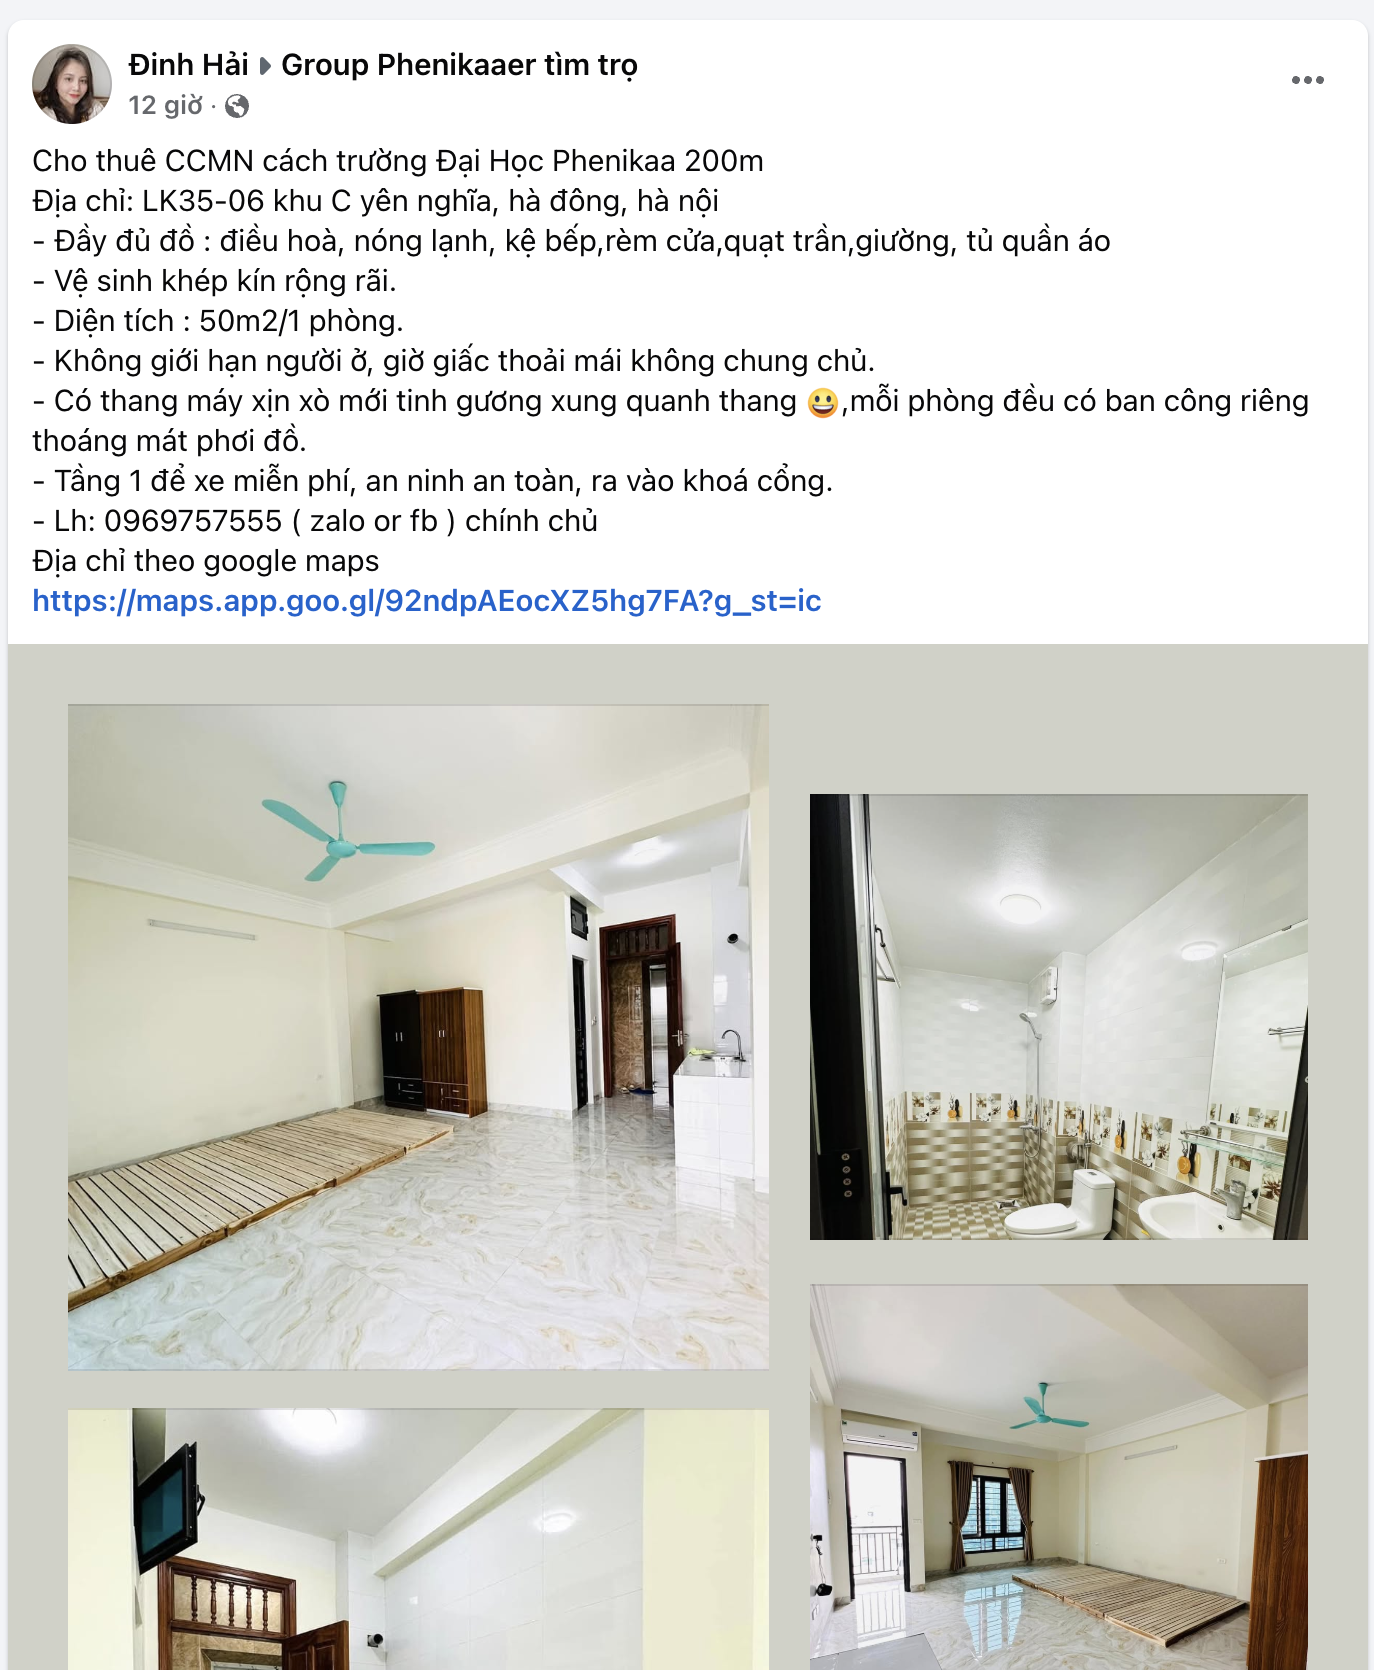 Đinh Hải ▸ Group Phenikaaer tìm trọ
12 giờ ·
Cho thuê CCMN cách trường Đại Học Phenikaa 200m
Địa chỉ: LK35-06 khu C yên nghĩa, hà đông, hà nội
- Đầy đủ đồ : điều hoà, nóng lạnh, kệ bếp,rèm cửa,quạt trần,giường, tủ quần áo
- Vệ sinh khép kín rộng rãi.
- Diện tích : 50m2/1 phòng.
- Không giới hạn người ở, giờ giấc thoải mái không chung chủ.
- Có thang máy xịn xò mới tinh gương xung quanh thang 😃,mỗi phòng đều có ban công riêng
thoáng mát phơi đồ.
- Tầng 1 để xe miễn phí, an ninh an toàn, ra vào khoá cổng.
- Lh: 0969757555 ( zalo or fb ) chính chủ
Địa chỉ theo google maps
https://maps.app.goo.gl/92ndpAEocXZ5hg7FA?g_st=ic